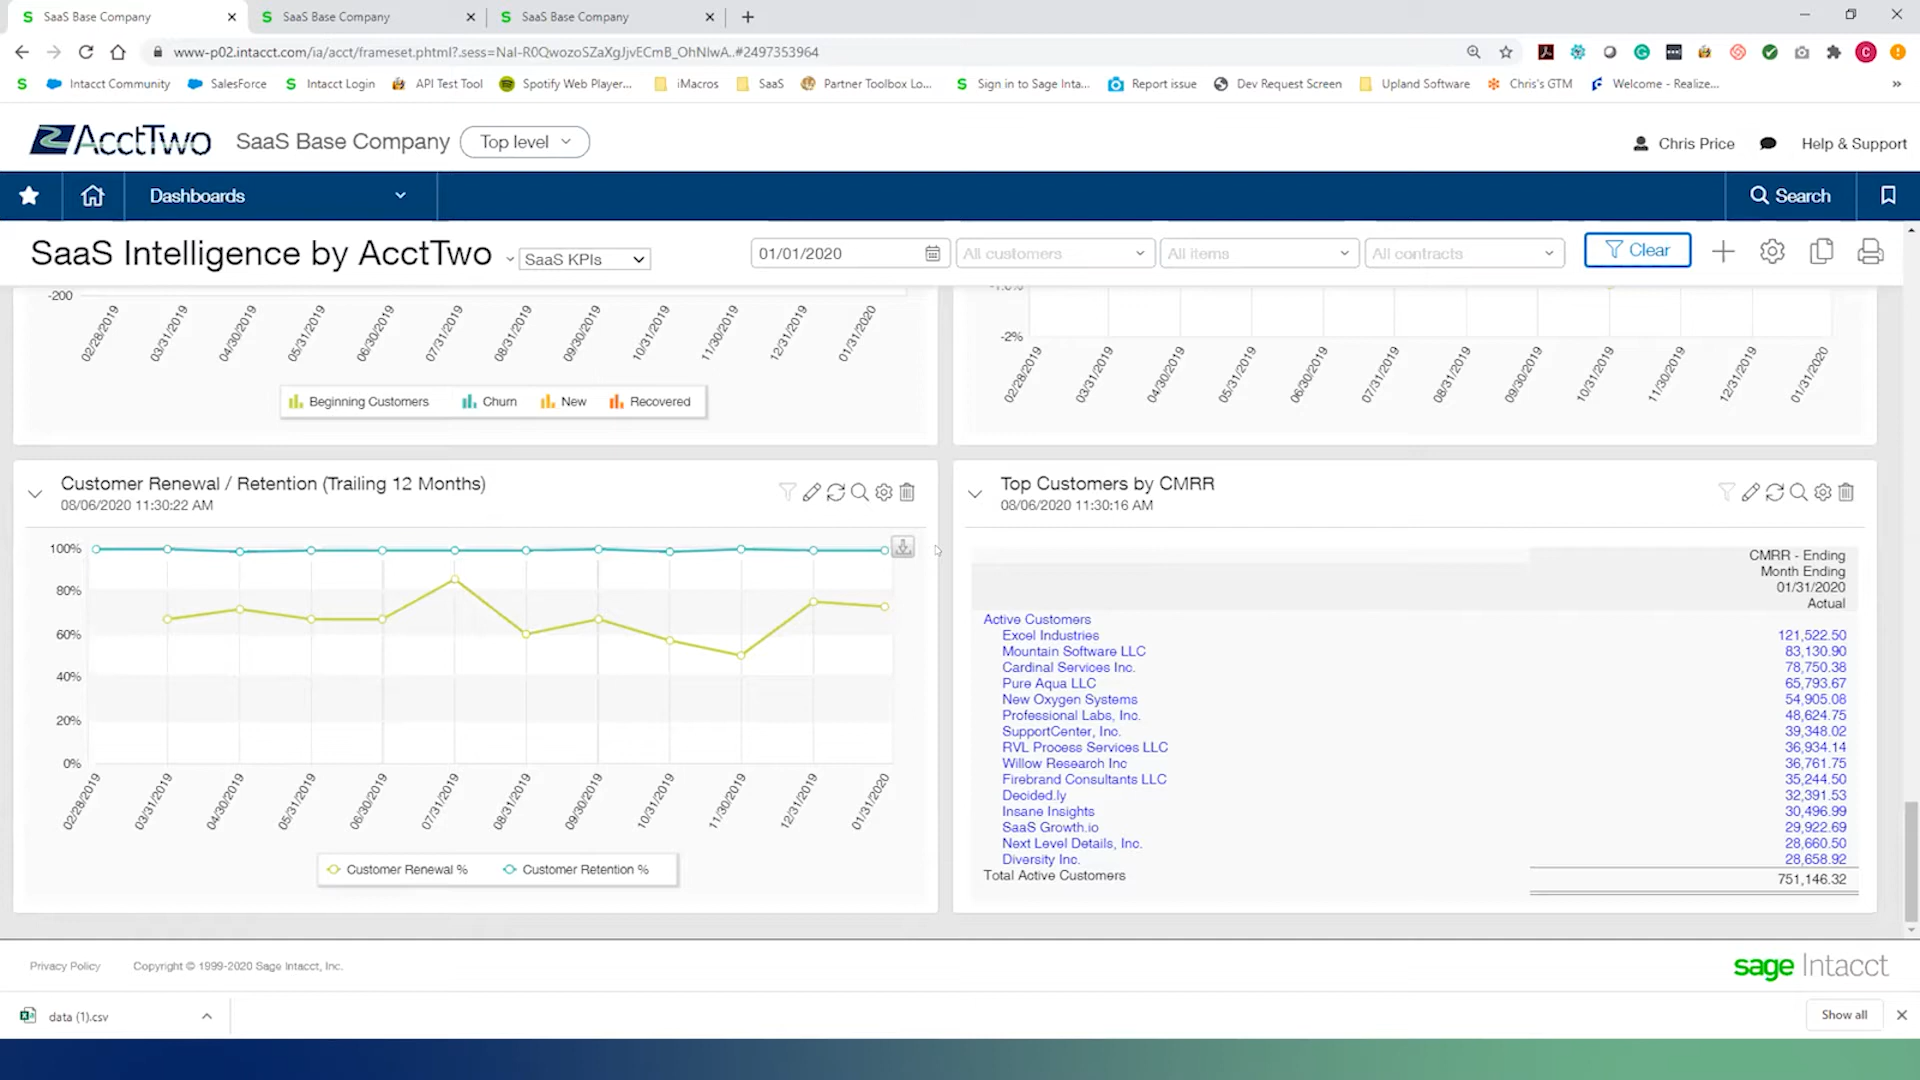 SaaS Base Company
SaaS Base Company
SaaS Base Company
www-p02.intacct.com/ia/acct/frameset.phtml?.sess=NaI-R0QwozoSZaXgJjvECmB_OhNIwA..#2497353964
Intacct Community
SalesForce
Intacct Login
API Test Tool
Spotify Web Player...
iMacros
SaaS
Partner Toolbox Lo...
Sign in to Sage Inta...
Report issue
Dev Request Screen
Upland Software
Chris's GTM
Welcome - Realize...
AcctTwo
SaaS Base Company
Top level
Chris Price
Help & Support
Dashboards
Search
SaaS Intelligence by AcctTwo
SaaS KPIs
01/01/2020
All customers
All items
All contracts
Clear
-200
02/28/2019
03/31/2019
04/30/2019
05/31/2019
06/30/2019
07/31/2019
08/31/2019
09/30/2019
10/31/2019
11/30/2019
12/31/2019
01/31/2020
Beginning Customers
Churn
New
Recovered
-2%
02/28/2019
03/31/2019
04/30/2019
05/31/2019
06/30/2019
07/31/2019
08/31/2019
09/30/2019
10/31/2019
11/30/2019
12/31/2019
01/31/2020
Customer Renewal / Retention (Trailing 12 Months)
08/06/2020 11:30:22 AM
100%
80%
60%
40%
20%
0%
02/28/2019
03/31/2019
04/30/2019
05/31/2019
06/30/2019
07/31/2019
08/31/2019
09/30/2019
10/31/2019
11/30/2019
12/31/2019
01/31/2020
Customer Renewal %
Customer Retention %
Top Customers by CMRR
08/06/2020 11:30:16 AM
CMRR - Ending
Month Ending
01/31/2020
Actual
Active Customers
Excel Industries 121,522.50
Mountain Software LLC 83,130.90
Cardinal Services Inc. 78,750.38
Pure Aqua LLC 65,793.67
New Oxygen Systems 54,905.08
Professional Labs, Inc. 48,624.75
SupportCenter, Inc. 39,348.02
RVL Process Services LLC 36,934.14
Willow Research Inc 36,761.75
Firebrand Consultants LLC 35,244.50
Decided.ly 32,391.53
Insane Insights 30,496.99
SaaS Growth.io 29,922.69
Next Level Details, Inc. 28,660.50
Diversity Inc. 28,658.92
Total Active Customers 751,146.32
Privacy Policy
Copyright © 1999-2020 Sage Intacct, Inc.
sage Intacct
data (1).csv
Show all